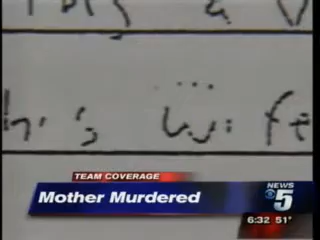 his wife
TEAM COVERAGE
Mother Murdered
NEWS
5
6:32 51°